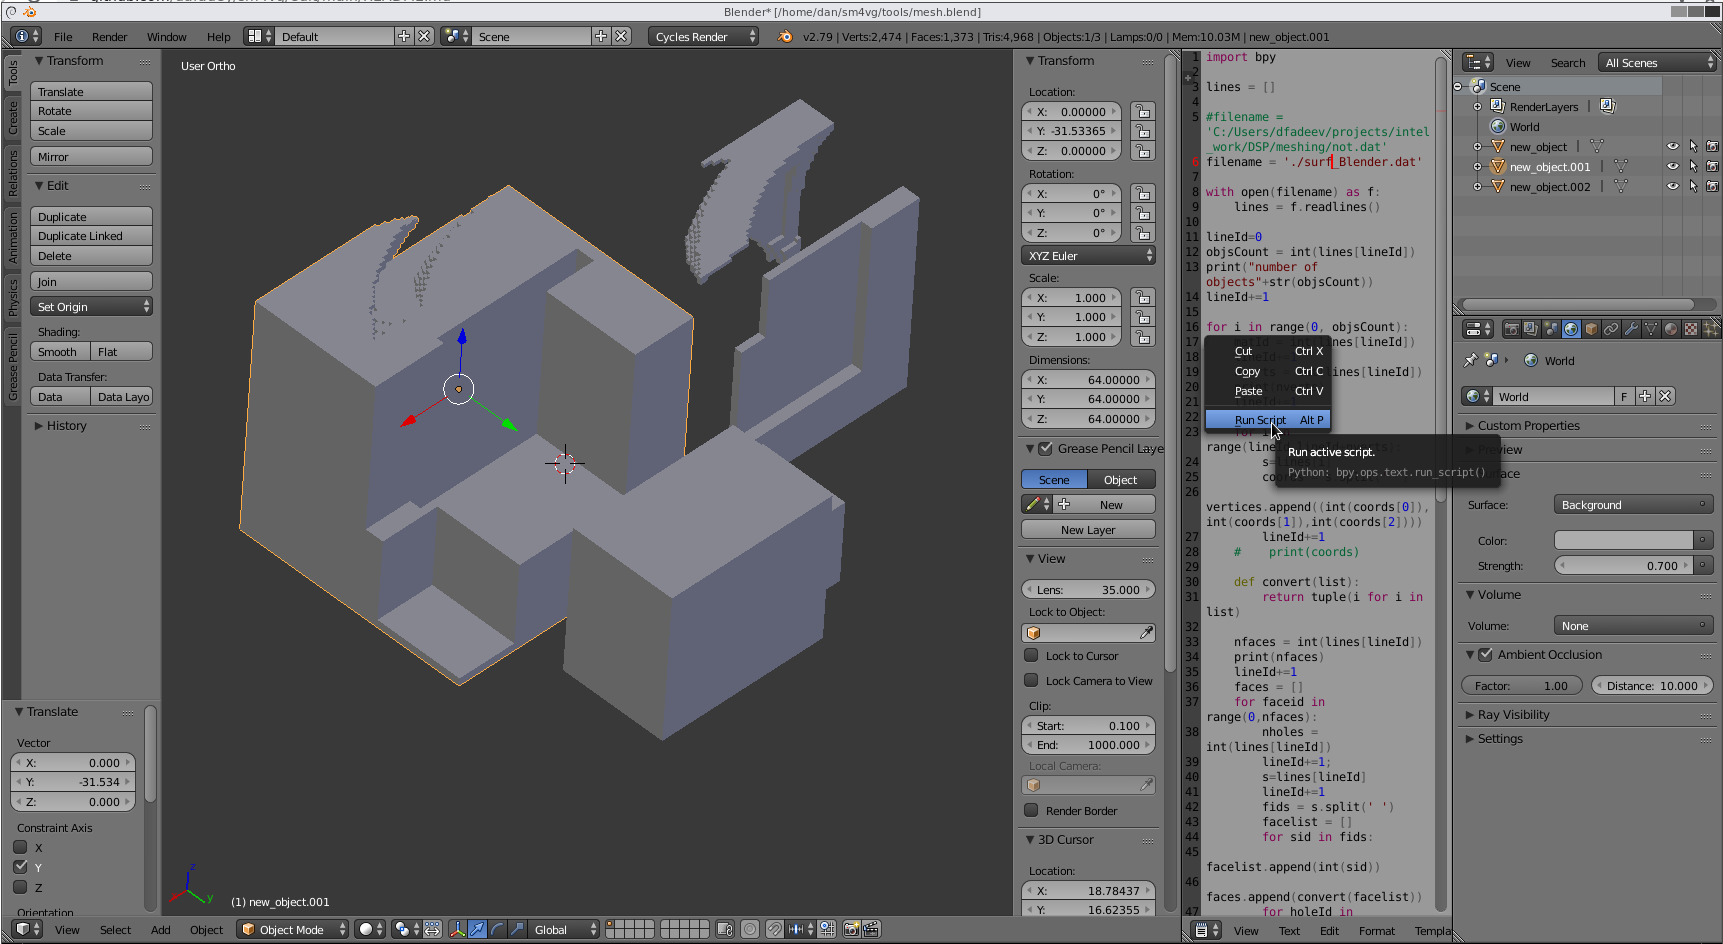 Blender* [/home/dan/sm4vg/tools/mesh.blend]
File Render Window Help Default Scene Cycles Render v2.79 | Verts:2,474 | Faces:1,373 | Tris:4,968 | Objects:1/3 | Lamps:0/0 | Mem:10.03M | new_object.001
Tools
Create
Relations
Animation
Physics
Grease Pencil
Transform
Translate
Rotate
Scale
Mirror
Edit
Duplicate
Duplicate Linked
Delete
Join
Set Origin
Shading:
Smooth Flat
Data Transfer:
Data Data Layo
History
Translate
Vector
X: 0.000
Y: -31.534
Z: 0.000
Constraint Axis
X
Y
Z
Orientation
User Ortho
z
y
(1) new_object.001
View Select Add Object Object Mode Global
Transform
Location:
X: 0.00000
Y: -31.53365
Z: 0.00000
Rotation:
X: 0°
Y: 0°
Z: 0°
XYZ Euler
Scale:
X: 1.000
Y: 1.000
Z: 1.000
Dimensions:
X: 64.00000
Y: 64.00000
Z: 64.00000
Grease Pencil Laye
Scene Object
New
New Layer
View
Lens: 35.000
Lock to Object:
Lock to Cursor
Lock Camera to View
Clip:
Start: 0.100
End: 1000.000
Local Camera:
Render Border
3D Cursor
Location:
X: 18.78437
Y: 16.62355
1 import bpy
2
3 lines = []
4
5 #filename =
'C:/Users/dfadeev/projects/intel
_work/DSP/meshing/not.dat'
6 filename = './surf_Blender.dat'
7
8 with open(filename) as f:
9 lines = f.readlines()
10
11 lineId=0
12 objsCount = int(lines[lineId])
13 print("number of
objects"+str(objsCount))
14 lineId+=1
15
16 for i in range(0, objsCount):
17 lines[lineId])
18
19 lines[lineId])
Cut Ctrl X
Copy Ctrl C
Paste Ctrl V
Run Script Alt P
Run active script.
Python: bpy.ops.text.run_script()
22
23
range(line
24 s=
25 coord
26
vertices.append((int(coords[0]),
int(coords[1]),int(coords[2])))
27 lineId+=1
28 # print(coords)
29
30 def convert(list):
31 return tuple(i for i in
list)
32
33 nfaces = int(lines[lineId])
34 print(nfaces)
35 lineId+=1
36 faces = []
37 for faceid in
range(0,nfaces):
38 nholes =
int(lines[lineId])
39 lineId+=1;
40 s=lines[lineId]
41 lineId+=1
42 fids = s.split(' ')
43 facelist = []
44 for sid in fids:
45
facelist.append(int(sid))
46
faces.append(convert(facelist))
47 for holeId in
View Text Edit Format Templa
View Search All Scenes
Scene
RenderLayers
World
new_object
new_object.001
new_object.002
World
World F
Custom Properties
Preview
Surface
Surface: Background
Color:
Strength: 0.700
Volume
Volume: None
Ambient Occlusion
Factor: 1.00 Distance: 10.000
Ray Visibility
Settings